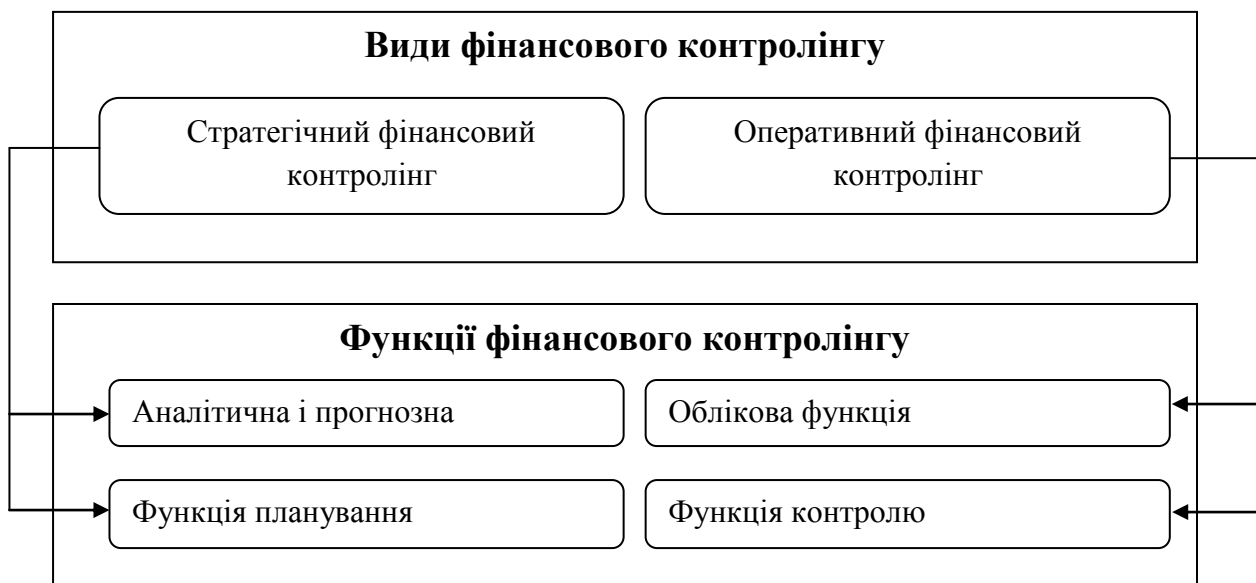 Види фінансового контролінгу
Стратегічний фінансовий
контролінг
Оперативний фінансовий
контролінг
Функції фінансового контролінгу
Аналітична і прогнозна
Облікова функція
Функція планування
Функція контролю